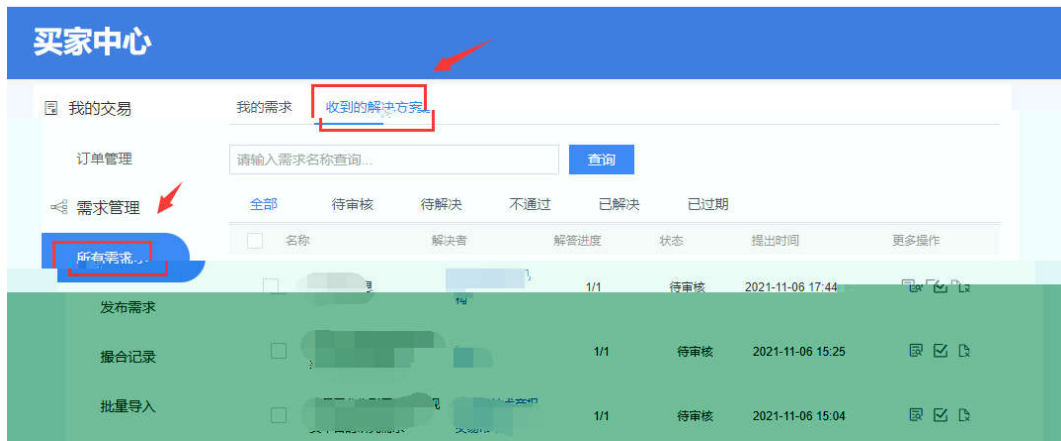 买家中心
我的交易
我的需求 收到的解决方案
订单管理
请输入需求名称查询... 查询
需求管理
全部 待审核 待解决 不通过 已解决 已过期
名称 解决者 解答进度 状态 提出时间 更多操作
所有需求
1/1 待审核 2021-11-06 17:44
发布需求
撮合记录
1/1 待审核 2021-11-06 15:25
批量导入
1/1 待审核 2021-11-06 15:04